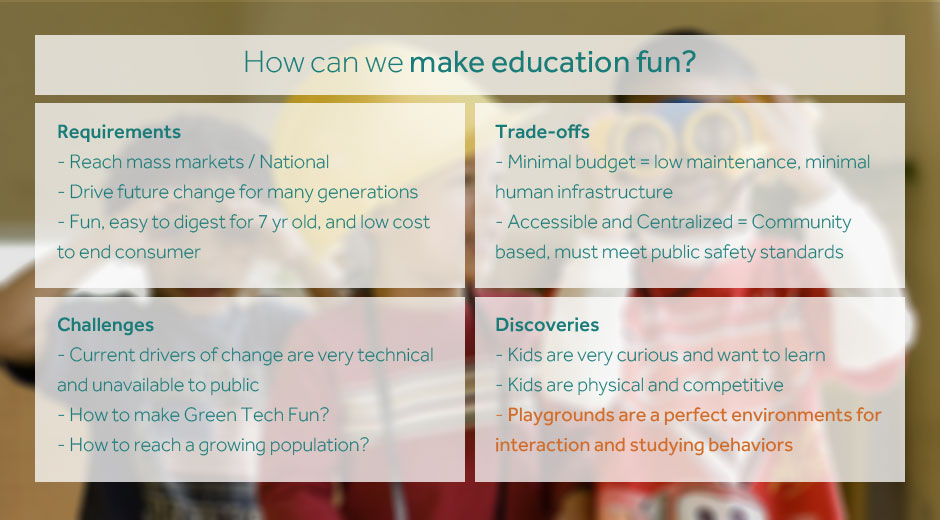 How can we make education fun?
Requirements
- Reach mass markets / National
- Drive future change for many generations
- Fun, easy to digest for 7 yr old, and low cost
to end consumer
Trade-offs
- Minimal budget = low maintenance, minimal
human infrastructure
- Accessible and Centralized = Community
based, must meet public safety standards
Challenges
- Current drivers of change are very technical
and unavailable to public
- How to make Green Tech Fun?
- How to reach a growing population?
Discoveries
- Kids are very curious and want to learn
- Kids are physical and competitive
- Playgrounds are a perfect environments for
interaction and studying behaviors